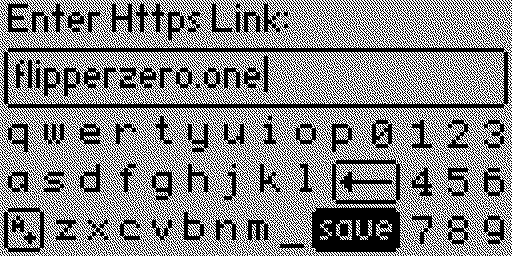 Enter Https Link:
flipperzero.one
q w e r t y u i o p 0 1 2 3
a s d f g h j k l 4 5 6
A+ z x c v b n m _ save 7 8 9